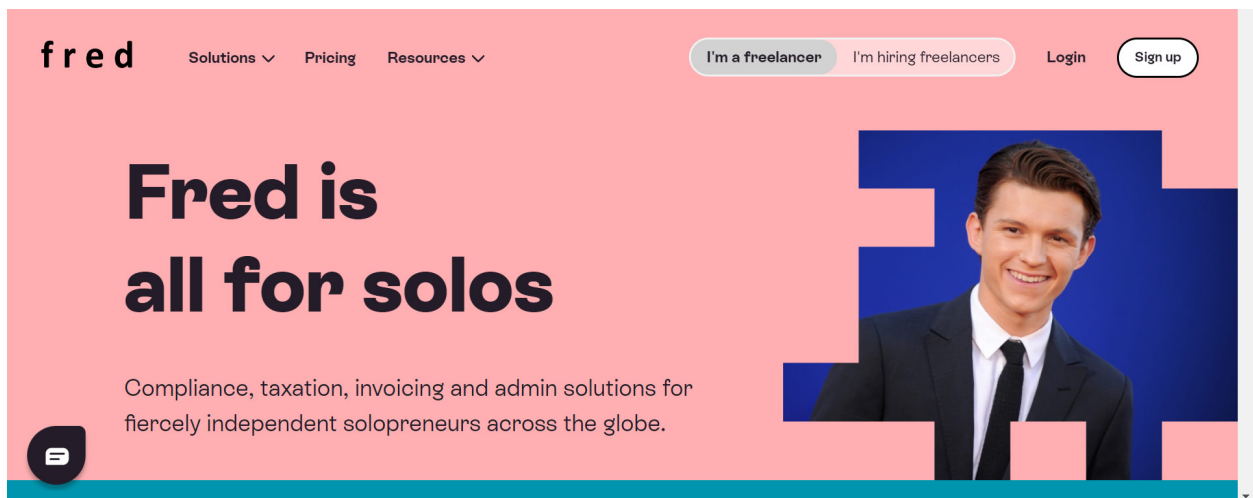 fred
Solutions
Pricing
Resources
I'm a freelancer
I'm hiring freelancers
Login
Sign up
Fred is
all for solos
Compliance, taxation, invoicing and admin solutions for
fiercely independent solopreneurs across the globe.